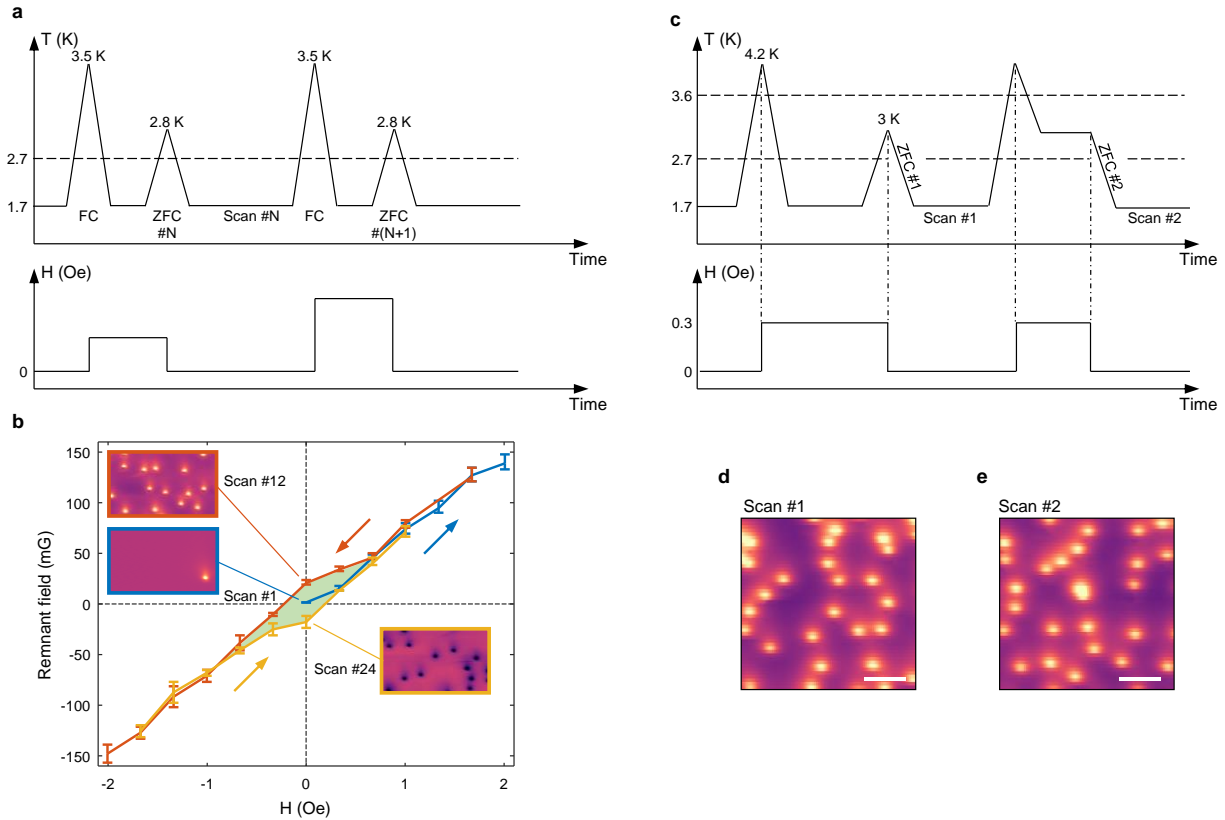 a
T (K)
3.5 K
3.5 K
2.8 K
2.8 K
2.7
1.7
FC
ZFC
#N
Scan #N
FC
ZFC
#(N+1)
Time
H (Oe)
0
Time
b
150
100
50
0
-50
-100
-150
Remnant field (mG)
Scan #12
Scan #1
Scan #24
-2
-1
0
1
2
H (Oe)
c
T (K)
4.2 K
3.6
3 K
2.7
ZFC #1
ZFC #2
1.7
Scan #1
Scan #2
Time
H (Oe)
0.3
0
Time
d
Scan #1
e
Scan #2